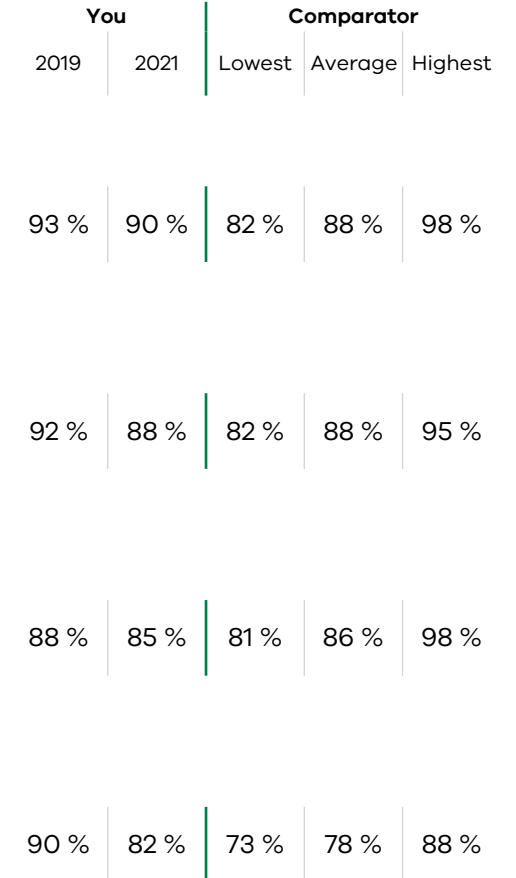 You Comparator
2019 2021 Lowest Average Highest
93 % 90 % 82 % 88 % 98 %
92 % 88 % 82 % 88 % 95 %
88 % 85 % 81 % 86 % 98 %
90 % 82 % 73 % 78 % 88 %